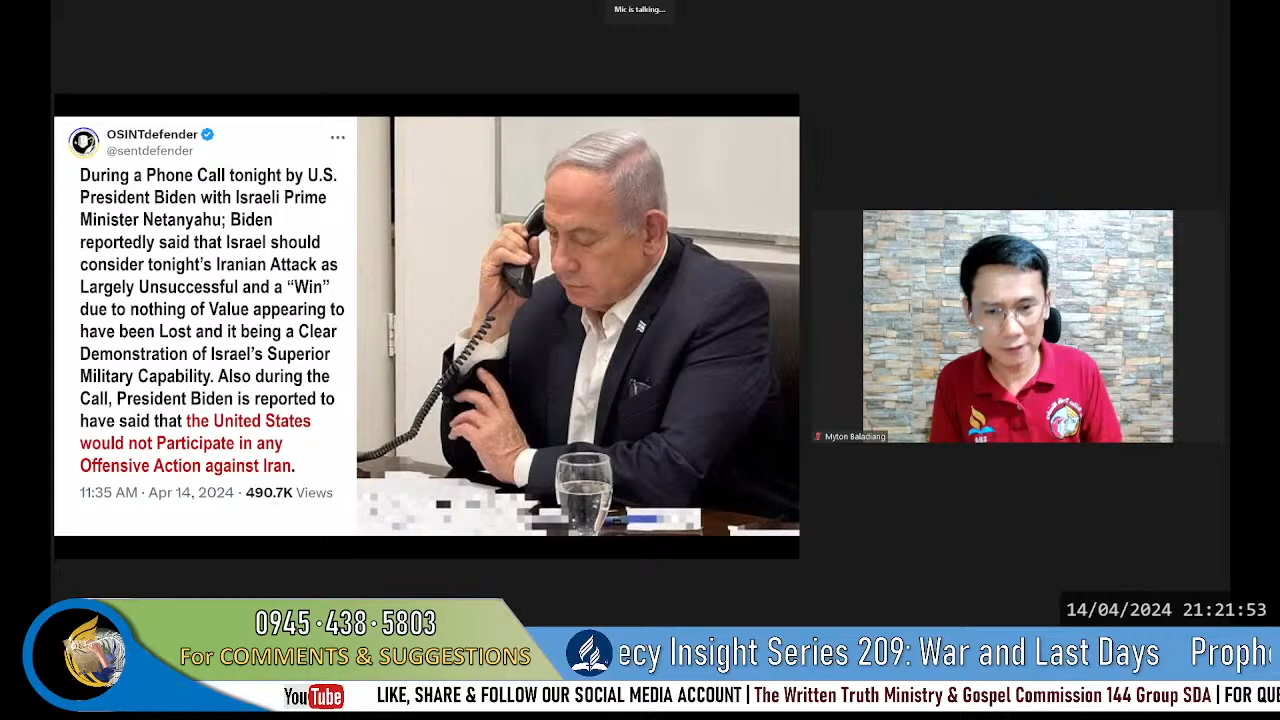 Mic is talking...
OSINTdefender
@sentdefender
During a Phone Call tonight by U.S.
President Biden with Israeli Prime
Minister Netanyahu; Biden
reportedly said that Israel should
consider tonight's Iranian Attack as
Largely Unsuccessful and a “Win”
due to nothing of Value appearing to
have been Lost and it being a Clear
Demonstration of Israel's Superior
Military Capability. Also during the
Call, President Biden is reported to
have said that the United States
would not Participate in any
Offensive Action against Iran.
11:35 AM · Apr 14, 2024 · 490.7K Views
Myton Baladiang
14/04/2024 21:21:53
0945·438·5803
For COMMENTS & SUGGESTIONS
ecy Insight Series 209: War and Last Days Proph
YouTube LIKE, SHARE & FOLLOW OUR SOCIAL MEDIA ACCOUNT | The Written Truth Ministry & Gospel Commission 144 Group SDA | FOR QUE